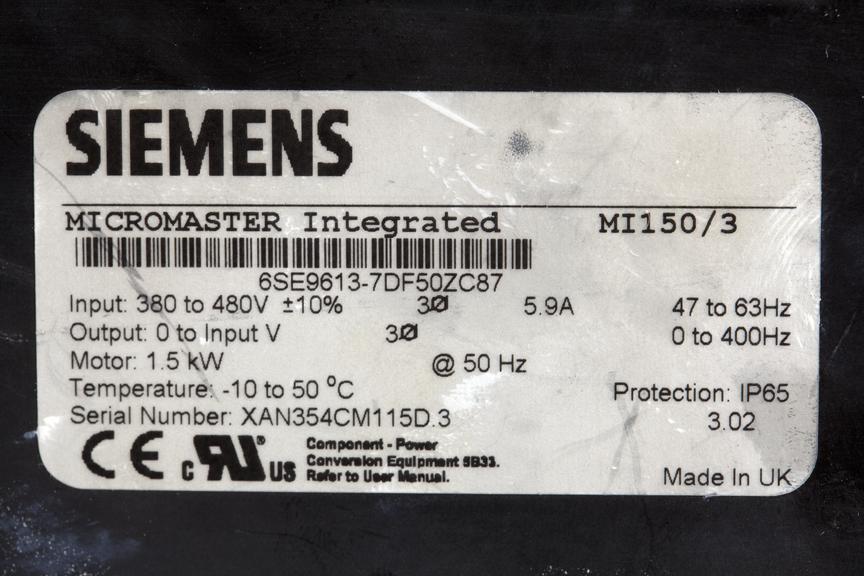 SIEMENS
MICROMASTER Integrated MI150/3
6SE9613-7DF50ZC87
Input: 380 to 480V ±10% 3Ø 5.9A 47 to 63Hz
Output: 0 to Input V 3Ø 0 to 400Hz
Motor: 1.5 kW @ 50 Hz
Temperature: -10 to 50 °C Protection: IP65
Serial Number: XAN354CM115D.3 3.02
CE c RU® US Component - Power
Conversion Equipment 5B33.
Refer to User Manual.
Made In UK